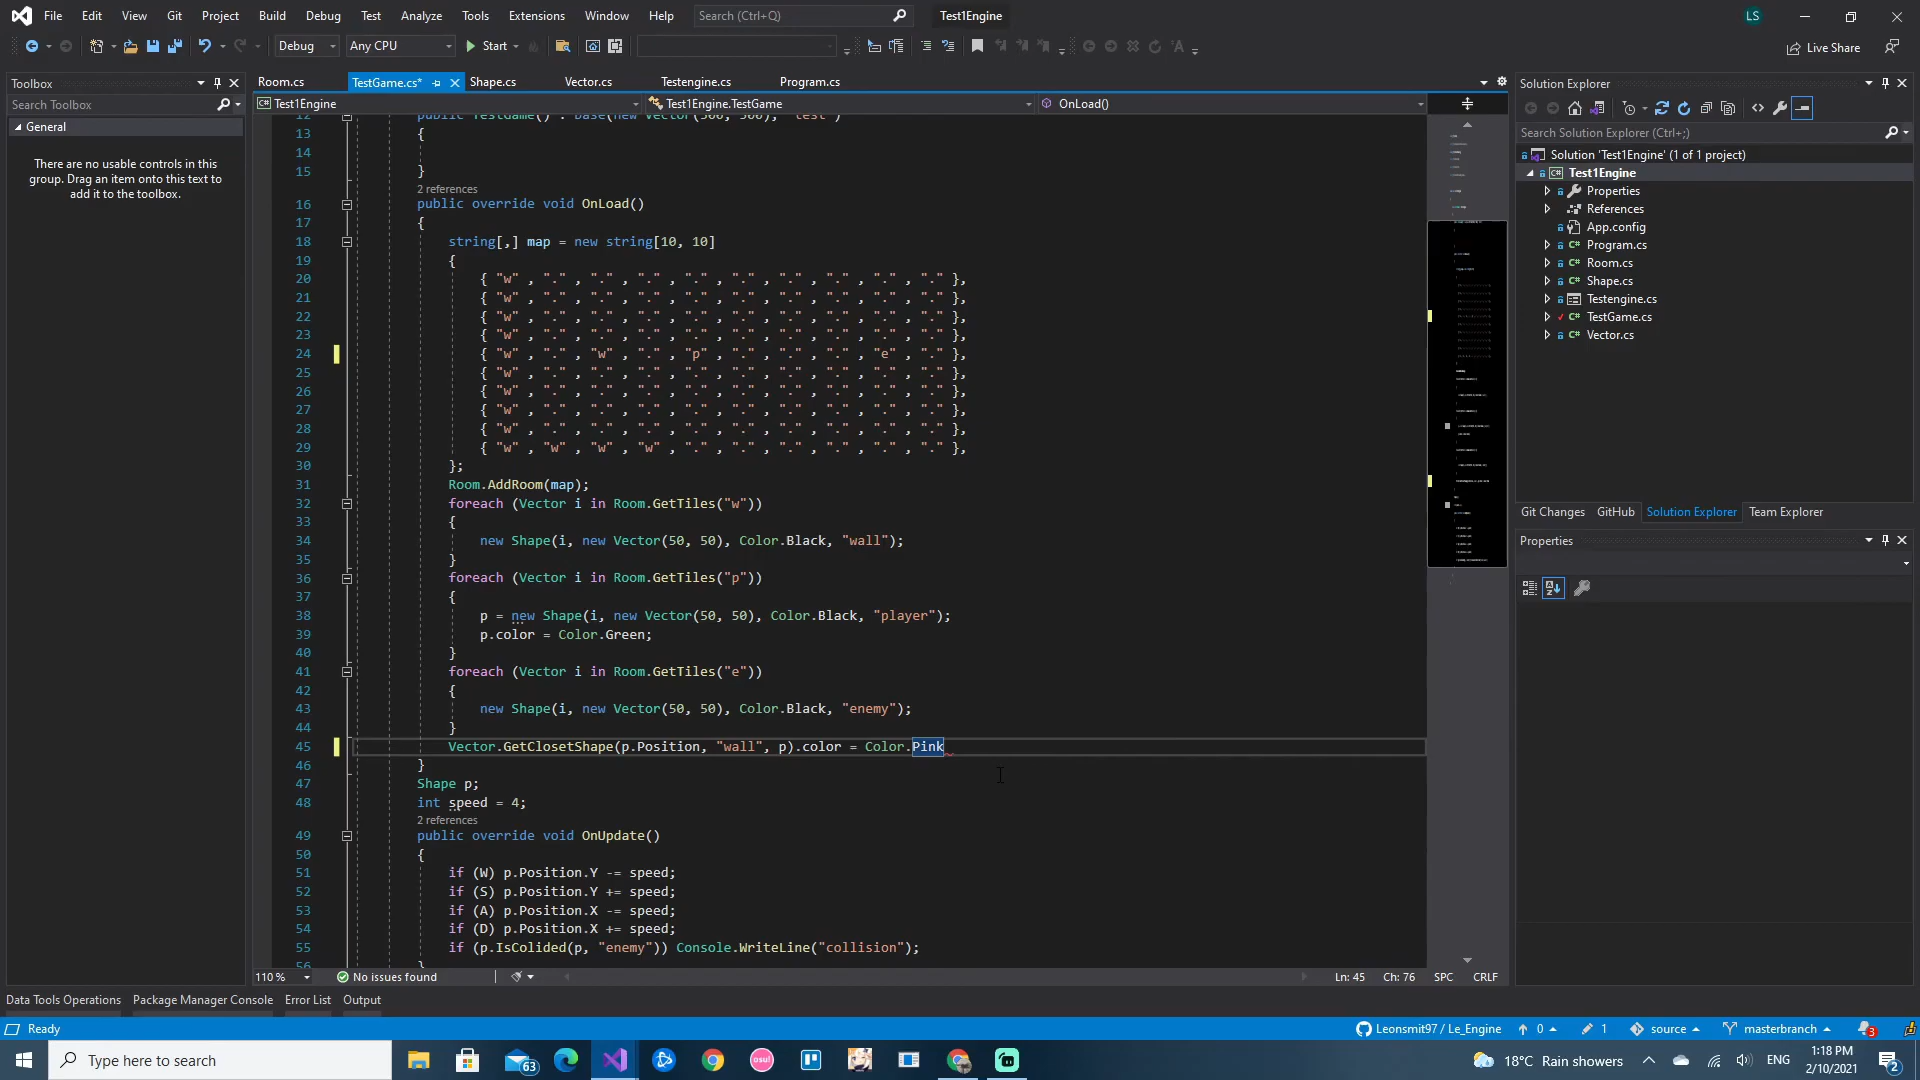 File Edit View Git Project Build Debug Test Analyze Tools Extensions Window Help Search (Ctrl+Q) Test1Engine LS
Debug Any CPU Start Live Share
Toolbox
Search Toolbox
General
There are no usable controls in this
group. Drag an item onto this text to
add it to the toolbox.
Room.cs TestGame.cs* Shape.cs Vector.cs Testengine.cs Program.cs
Test1Engine Test1Engine.TestGame OnLoad()
13 {
14
15 }
2 references
16 public override void OnLoad()
17 {
18 string[,] map = new string[10, 10]
19 {
20 { "w" , "." , "." , "." , "." , "." , "." , "." , "." , "." },
21 { "w" , "." , "." , "." , "." , "." , "." , "." , "." , "." },
22 { "w" , "." , "." , "." , "." , "." , "." , "." , "." , "." },
23 { "w" , "." , "." , "." , "." , "." , "." , "." , "." , "." },
24 { "w" , "." , "w" , "." , "p" , "." , "." , "." , "e" , "." },
25 { "w" , "." , "." , "." , "." , "." , "." , "." , "." , "." },
26 { "w" , "." , "." , "." , "." , "." , "." , "." , "." , "." },
27 { "w" , "." , "." , "." , "." , "." , "." , "." , "." , "." },
28 { "w" , "." , "." , "." , "." , "." , "." , "." , "." , "." },
29 { "w" , "w" , "w" , "w" , "." , "." , "." , "." , "." , "." },
30 };
31 Room.AddRoom(map);
32 foreach (Vector i in Room.GetTiles("w"))
33 {
34 new Shape(i, new Vector(50, 50), Color.Black, "wall");
35 }
36 foreach (Vector i in Room.GetTiles("p"))
37 {
38 p = new Shape(i, new Vector(50, 50), Color.Black, "player");
39 p.color = Color.Green;
40 }
41 foreach (Vector i in Room.GetTiles("e"))
42 {
43 new Shape(i, new Vector(50, 50), Color.Black, "enemy");
44 }
45 Vector.GetClosetShape(p.Position, "wall", p).color = Color.Pink
46 }
47 Shape p;
48 int speed = 4;
2 references
49 public override void OnUpdate()
50 {
51 if (W) p.Position.Y -= speed;
52 if (S) p.Position.Y += speed;
53 if (A) p.Position.X -= speed;
54 if (D) p.Position.X += speed;
55 if (p.IsColided(p, "enemy")) Console.WriteLine("collision");
110 % No issues found Ln: 45 Ch: 76 SPC CRLF
Solution Explorer
Search Solution Explorer (Ctrl+;)
Solution 'Test1Engine' (1 of 1 project)
Test1Engine
Properties
References
App.config
C# Program.cs
C# Room.cs
C# Shape.cs
Testengine.cs
C# TestGame.cs
C# Vector.cs
Git Changes GitHub Solution Explorer Team Explorer
Properties
Data Tools Operations Package Manager Console Error List Output
Ready Leonsmit97 / Le_Engine 0 1 source masterbranch 3
Type here to search 63 osu! 18°C Rain showers ENG 1:18 PM
2/10/2021 2